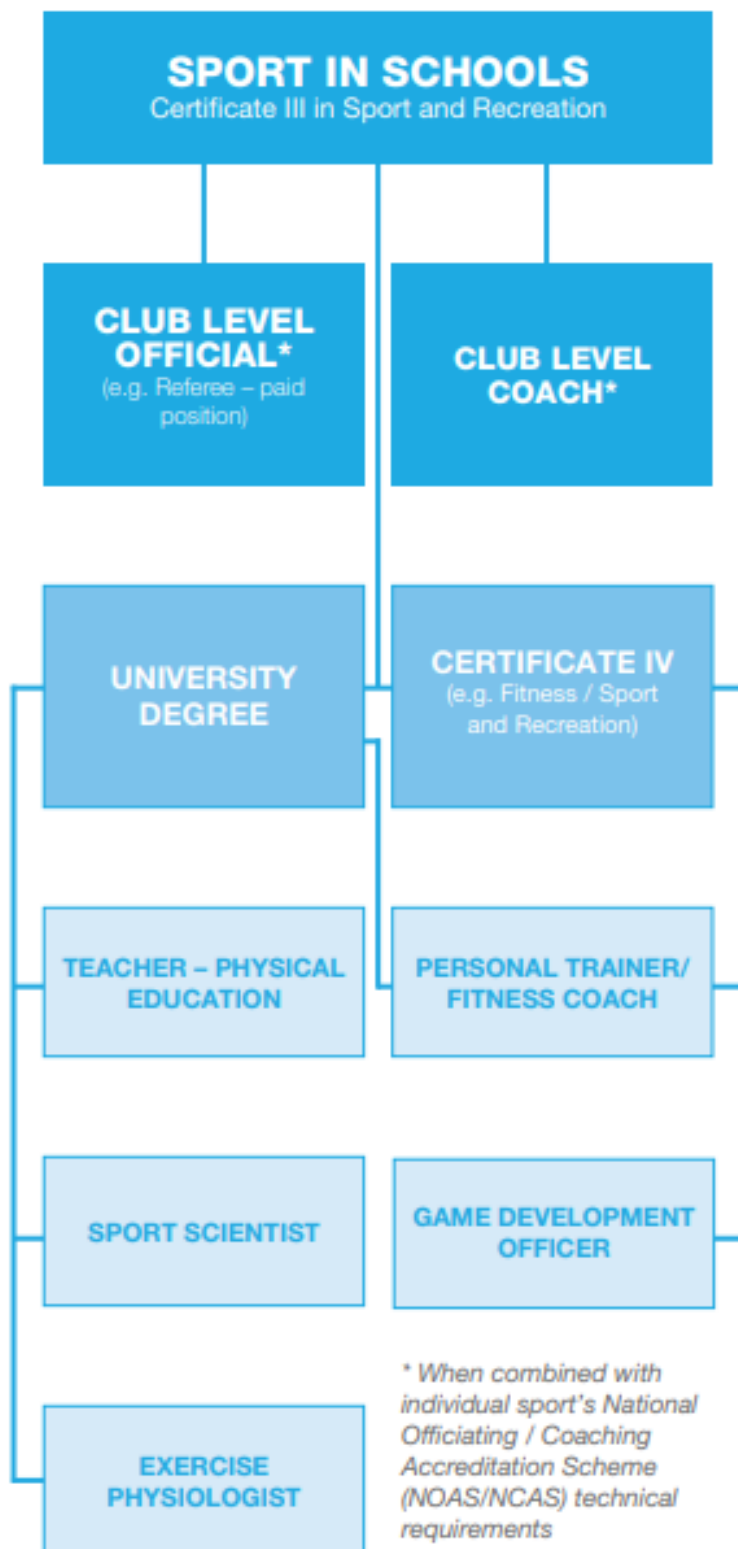 SPORT IN SCHOOLS
Certificate III in Sport and Recreation
CLUB LEVEL
OFFICIAL*
(e.g. Referee – paid
position)
CLUB LEVEL
COACH*
UNIVERSITY
DEGREE
CERTIFICATE IV
(e.g. Fitness / Sport
and Recreation)
TEACHER – PHYSICAL
EDUCATION
PERSONAL TRAINER/
FITNESS COACH
SPORT SCIENTIST
GAME DEVELOPMENT
OFFICER
EXERCISE
PHYSIOLOGIST
* When combined with
individual sport's National
Officiating / Coaching
Accreditation Scheme
(NOAS/NCAS) technical
requirements